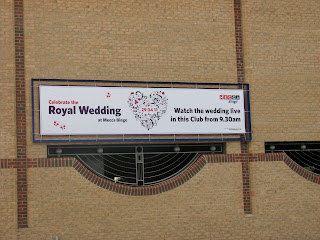 Celebrate the
Royal Wedding
at Mecca Bingo
29.04.11
MECCA
Bingo
Watch the wedding live
in this Club from 9.30am